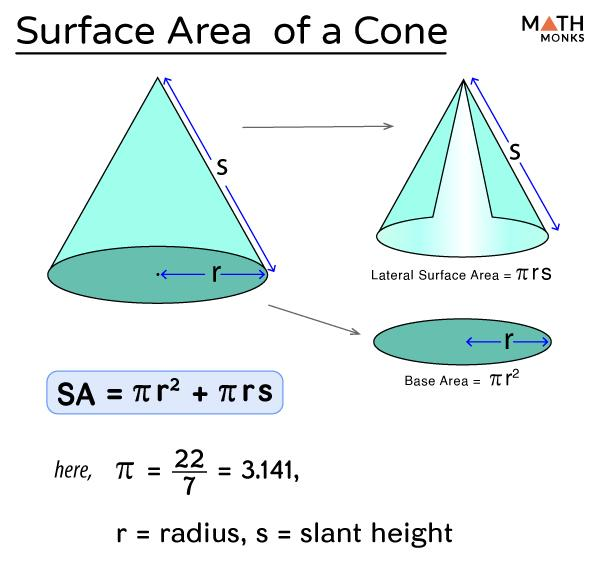 Surface Area of a Cone
MATH
MONKS
s
s
r
Lateral Surface Area = πrs
r
Base Area = πr²
SA = πr² + πrs
here, π = 22/7 = 3.141,
r = radius, s = slant height